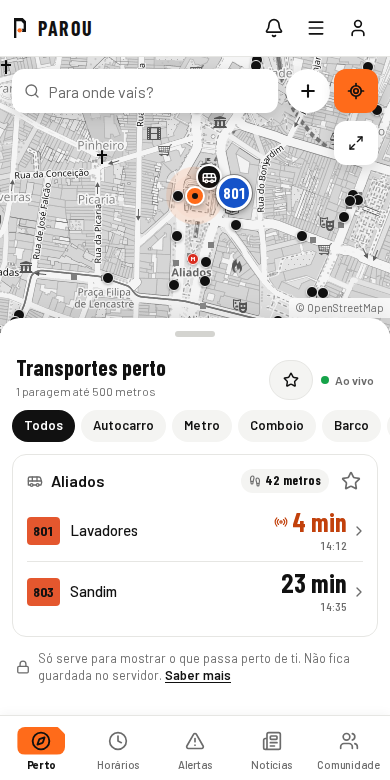 PAROU
Para onde vais?
Pinheiro
Rua da Conceição
Picaria
Rua de José Falcão
Rua da Picaria
Rua do Bonjardim
801
Aliados
Praça Filipa
de Lencastre
© OpenStreetMap
Transportes perto
1 paragem até 500 metros
Ao vivo
Todos
Autocarro
Metro
Comboio
Barco
Aliados
42 metros
801
Lavadores
4 min
14:12
803
Sandim
23 min
14:35
Só serve para mostrar o que passa perto de ti. Não fica
guardada no servidor. Saber mais
Perto
Horários
Alertas
Notícias
Comunidade